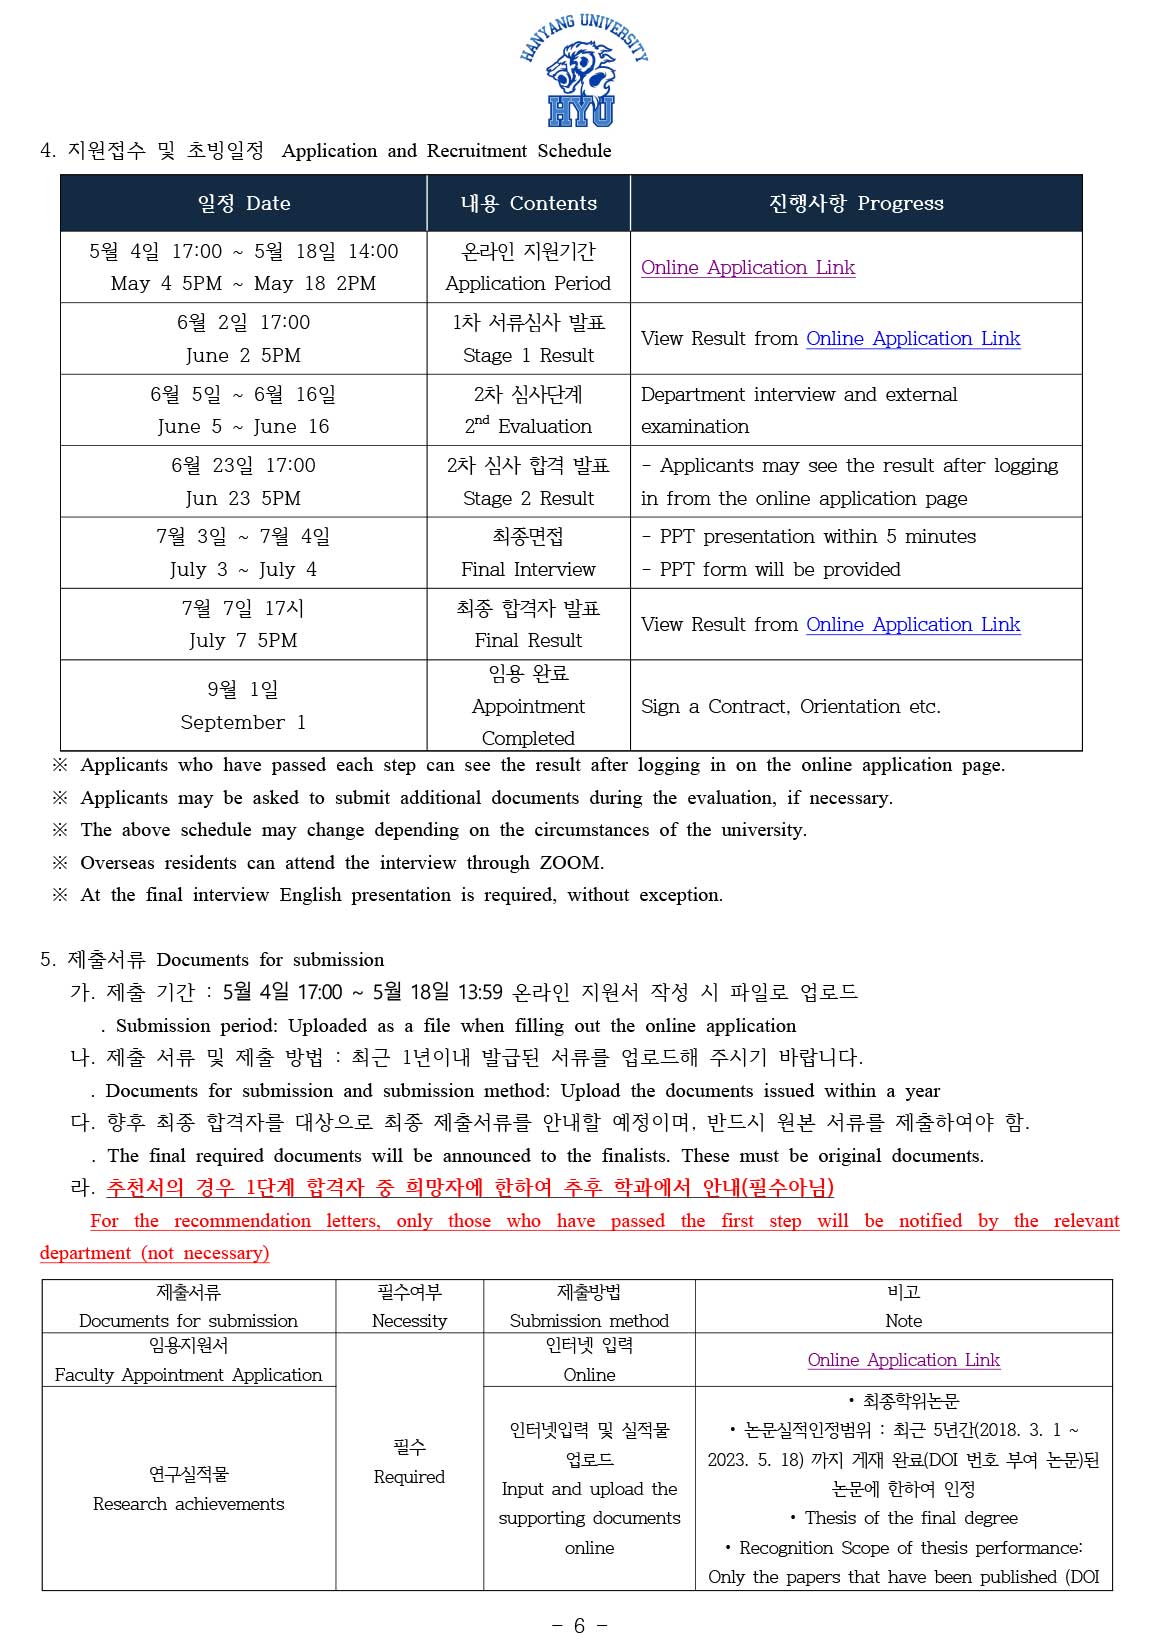 HANYANG UNIVERSITY
HYU
4. 지원접수 및 초빙일정 Application and Recruitment Schedule
일정 Date
내용 Contents
진행사항 Progress
5월 4일 17:00 ~ 5월 18일 14:00
May 4 5PM ~ May 18 2PM
온라인 지원기간
Application Period
Online Application Link
6월 2일 17:00
June 2 5PM
1차 서류심사 발표
Stage 1 Result
View Result from Online Application Link
6월 5일 ~ 6월 16일
June 5 ~ June 16
2차 심사단계
2nd Evaluation
Department interview and external
examination
6월 23일 17:00
Jun 23 5PM
2차 심사 합격 발표
Stage 2 Result
- Applicants may see the result after logging
in from the online application page
7월 3일 ~ 7월 4일
July 3 ~ July 4
최종면접
Final Interview
- PPT presentation within 5 minutes
- PPT form will be provided
7월 7일 17시
July 7 5PM
최종 합격자 발표
Final Result
View Result from Online Application Link
9월 1일
September 1
임용 완료
Appointment
Completed
Sign a Contract, Orientation etc.
※ Applicants who have passed each step can see the result after logging in on the online application page.
※ Applicants may be asked to submit additional documents during the evaluation, if necessary.
※ The above schedule may change depending on the circumstances of the university.
※ Overseas residents can attend the interview through ZOOM.
※ At the final interview English presentation is required, without exception.
5. 제출서류 Documents for submission
가. 제출 기간 : 5월 4일 17:00 ~ 5월 18일 13:59 온라인 지원서 작성 시 파일로 업로드
. Submission period: Uploaded as a file when filling out the online application
나. 제출 서류 및 제출 방법 : 최근 1년이내 발급된 서류를 업로드해 주시기 바랍니다.
. Documents for submission and submission method: Upload the documents issued within a year
다. 향후 최종 합격자를 대상으로 최종 제출서류를 안내할 예정이며, 반드시 원본 서류를 제출하여야 함.
. The final required documents will be announced to the finalists. These must be original documents.
라. 추천서의 경우 1단계 합격자 중 희망자에 한하여 추후 학과에서 안내(필수아님)
For the recommendation letters, only those who have passed the first step will be notified by the relevant
department (not necessary)
제출서류
Documents for submission
필수여부
Necessity
제출방법
Submission method
비고
Note
임용지원서
Faculty Appointment Application
필수
Required
인터넷 입력
Online
Online Application Link
연구실적물
Research achievements
인터넷입력 및 실적물
업로드
Input and upload the
supporting documents
online
• 최종학위논문
• 논문실적인정범위 : 최근 5년간(2018. 3. 1 ~
2023. 5. 18) 까지 게재 완료(DOI 번호 부여 논문)된
논문에 한하여 인정
• Thesis of the final degree
• Recognition Scope of thesis performance:
Only the papers that have been published (DOI
- 6 -